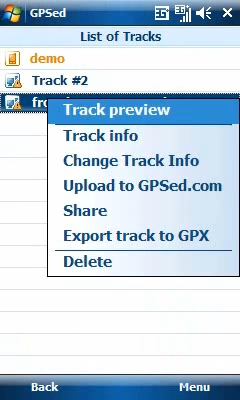 GPSed
List of Tracks
demo
Track #2
Track preview
Track info
Change Track Info
Upload to GPSed.com
Share
Export track to GPX
Delete
Back Menu